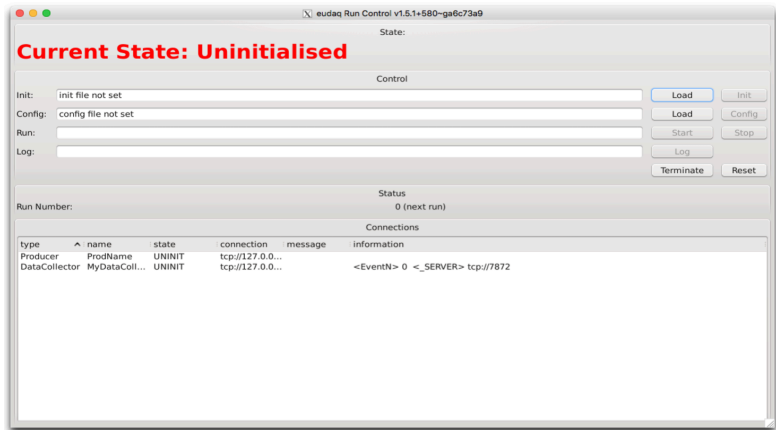 eudaq Run Control v1.5.1+580~ga6c73a9
State:
Current State: Uninitialised
Control
Init: init file not set Load Init
Config: config file not set Load Config
Run: Start Stop
Log: Log
Terminate Reset
Status
Run Number: 0 (next run)
Connections
type name state connection message information
Producer ProdName UNINIT tcp://127.0.0...
DataCollector MyDataColl... UNINIT tcp://127.0.0... <EventN> 0 <_SERVER> tcp://7872